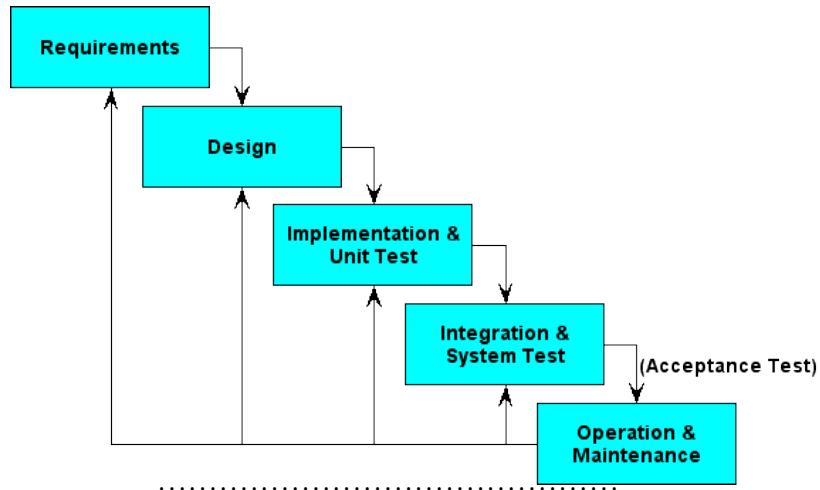 Requirements
Design
Implementation &
Unit Test
Integration &
System Test
(Acceptance Test)
Operation &
Maintenance